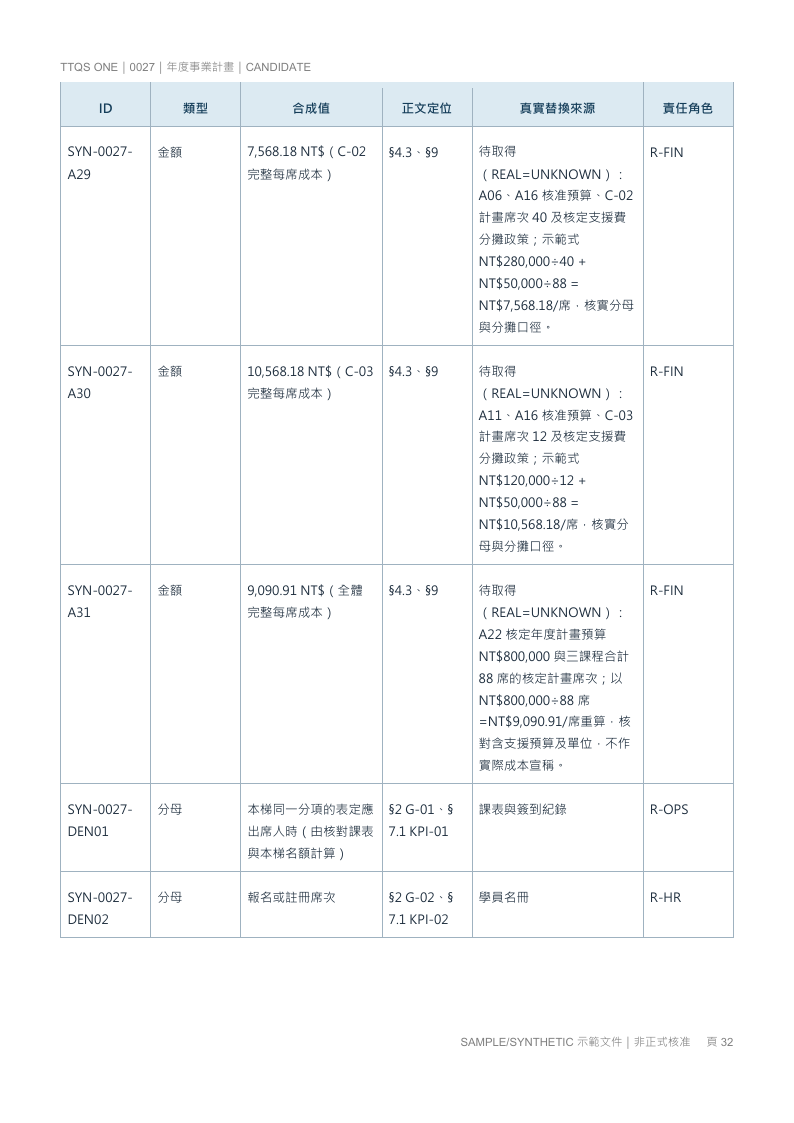 TTQS ONE｜0027｜年度事業計畫｜CANDIDATE
ID 類型 合成值 正文定位 真實替換來源 責任角色
SYN-0027-
A29
金額
7,568.18 NT$（C-02
完整每席成本）
§4.3、§9
待取得
（REAL=UNKNOWN）：
A06、A16 核准預算、C-02
計畫席次 40 及核定支援費
分攤政策；示範式
NT$280,000÷40 +
NT$50,000÷88 =
NT$7,568.18/席，核實分母
與分攤口徑。
R-FIN
SYN-0027-
A30
金額
10,568.18 NT$（C-03
完整每席成本）
§4.3、§9
待取得
（REAL=UNKNOWN）：
A11、A16 核准預算、C-03
計畫席次 12 及核定支援費
分攤政策；示範式
NT$120,000÷12 +
NT$50,000÷88 =
NT$10,568.18/席，核實分
母與分攤口徑。
R-FIN
SYN-0027-
A31
金額
9,090.91 NT$（全體
完整每席成本）
§4.3、§9
待取得
（REAL=UNKNOWN）：
A22 核定年度計畫預算
NT$800,000 與三課程合計
88 席的核定計畫席次；以
NT$800,000÷88 席
=NT$9,090.91/席重算，核
對含支援預算及單位，不作
實際成本宣稱。
R-FIN
SYN-0027-
DEN01
分母
本梯同一分項的表定應
出席人時（由核對課表
與本梯名額計算）
§2 G-01、§
7.1 KPI-01
課表與簽到紀錄
R-OPS
SYN-0027-
DEN02
分母
報名或註冊席次
§2 G-02、§
7.1 KPI-02
學員名冊
R-HR
SAMPLE/SYNTHETIC 示範文件｜非正式核准 頁 32